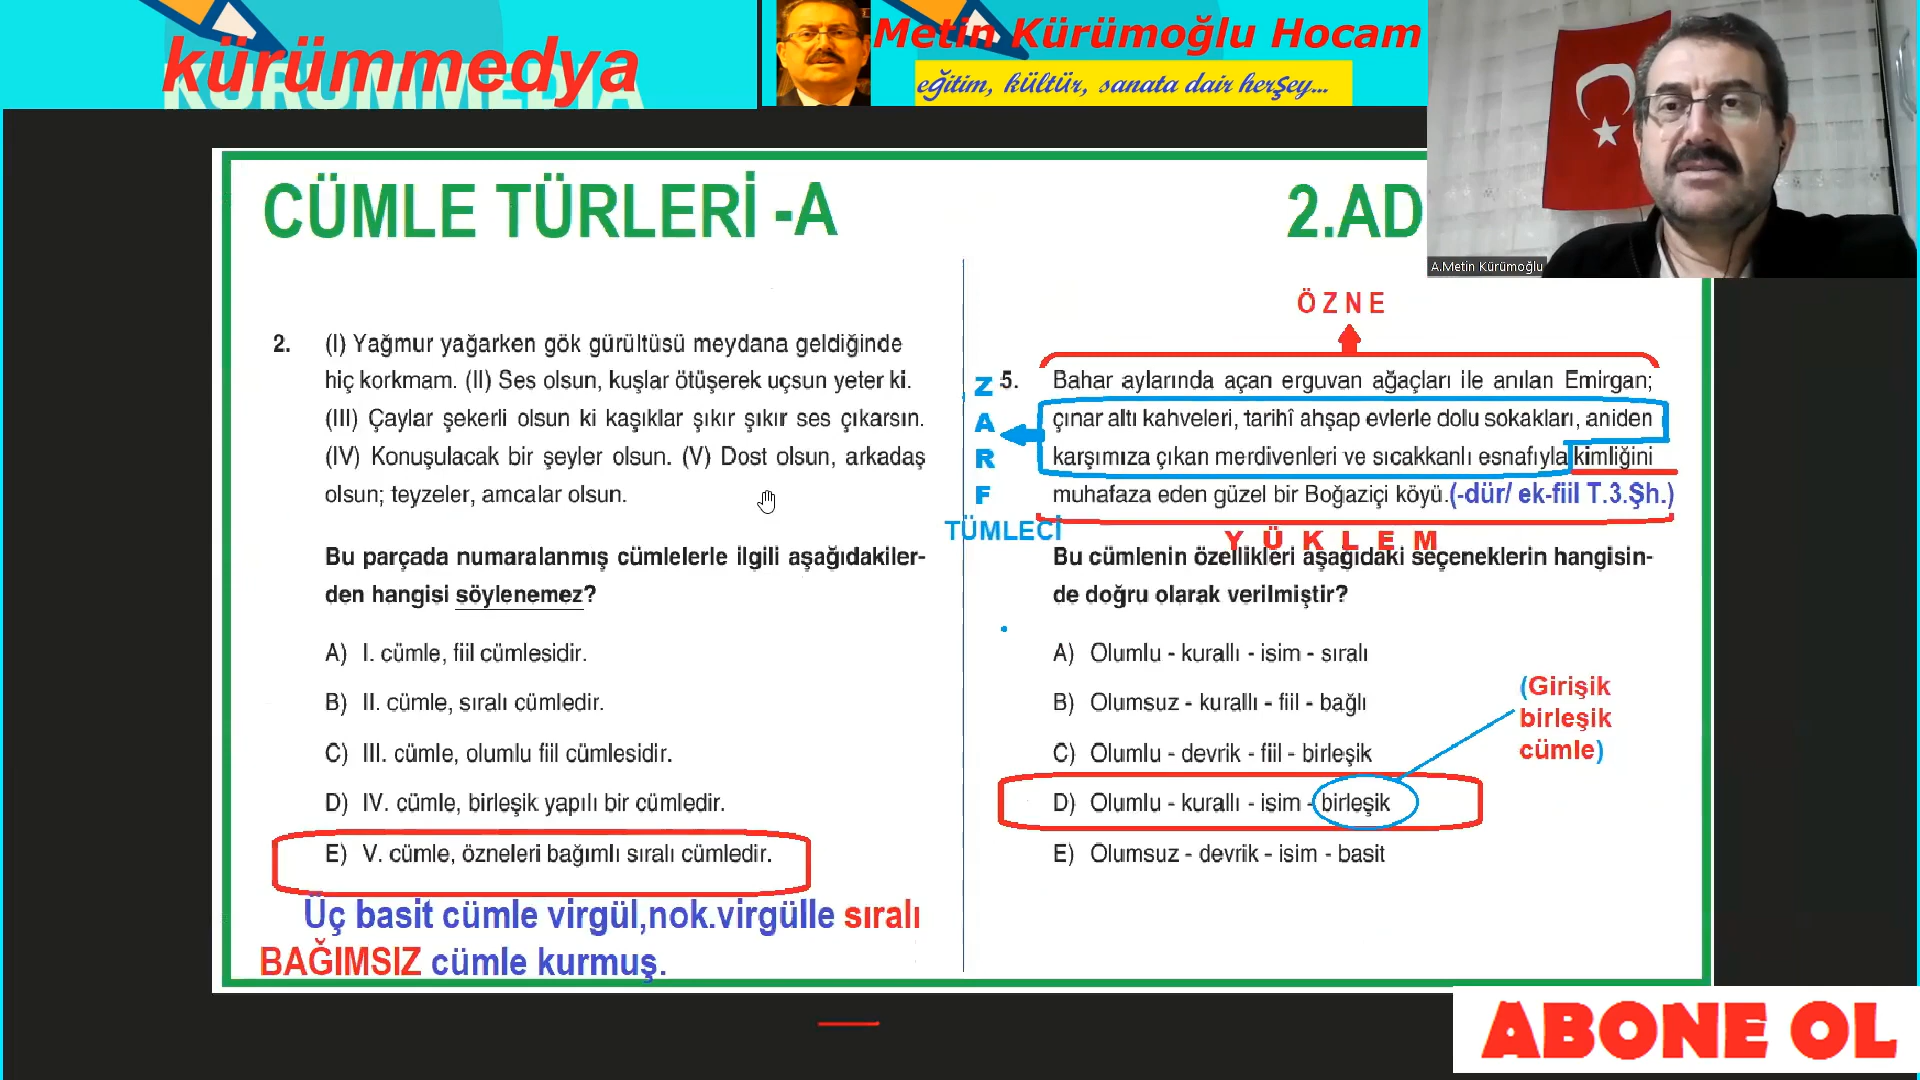 kürümmedya
KÜRÜMMEDYA
Metin Kürümoğlu Hocam
eğitim, kültür, sanata dair herşey...
A.Metin Kürümoğlu
CÜMLE TÜRLERİ -A
2.AD
2. (I) Yağmur yağarken gök gürültüsü meydana geldiğinde
hiç korkmam. (II) Ses olsun, kuşlar ötüşerek uçsun yeter ki.
(III) Çaylar şekerli olsun ki kaşıklar şıkır şıkır ses çıkarsın.
(IV) Konuşulacak bir şeyler olsun. (V) Dost olsun, arkadaş
olsun; teyzeler, amcalar olsun.
Bu parçada numaralanmış cümlelerle ilgili aşağıdakiler-
den hangisi söylenemez?
A) I. cümle, fiil cümlesidir.
B) II. cümle, sıralı cümledir.
C) III. cümle, olumlu fiil cümlesidir.
D) IV. cümle, birleşik yapılı bir cümledir.
E) V. cümle, özneleri bağımlı sıralı cümledir.
Üç basit cümle virgül,nok.virgülle sıralı
BAĞIMSIZ cümle kurmuş.
ÖZNE
5. Bahar aylarında açan erguvan ağaçları ile anılan Emirgan;
çınar altı kahveleri, tarihî ahşap evlerle dolu sokakları, aniden
karşımıza çıkan merdivenleri ve sıcakkanlı esnafıyla kimliğini
muhafaza eden güzel bir Boğaziçi köyü.(-dür/ ek-fiil T.3.Şh.)
ZARF
TÜMLECİ
YÜKLEM
Bu cümlenin özellikleri aşağıdaki seçeneklerin hangisin-
de doğru olarak verilmiştir?
A) Olumlu - kurallı - isim - sıralı
B) Olumsuz - kurallı - fiil - bağlı
C) Olumlu - devrik - fiil - birleşik
D) Olumlu - kurallı - isim - birleşik
E) Olumsuz - devrik - isim - basit
(Girişik
birleşik
cümle)
ABONE OL